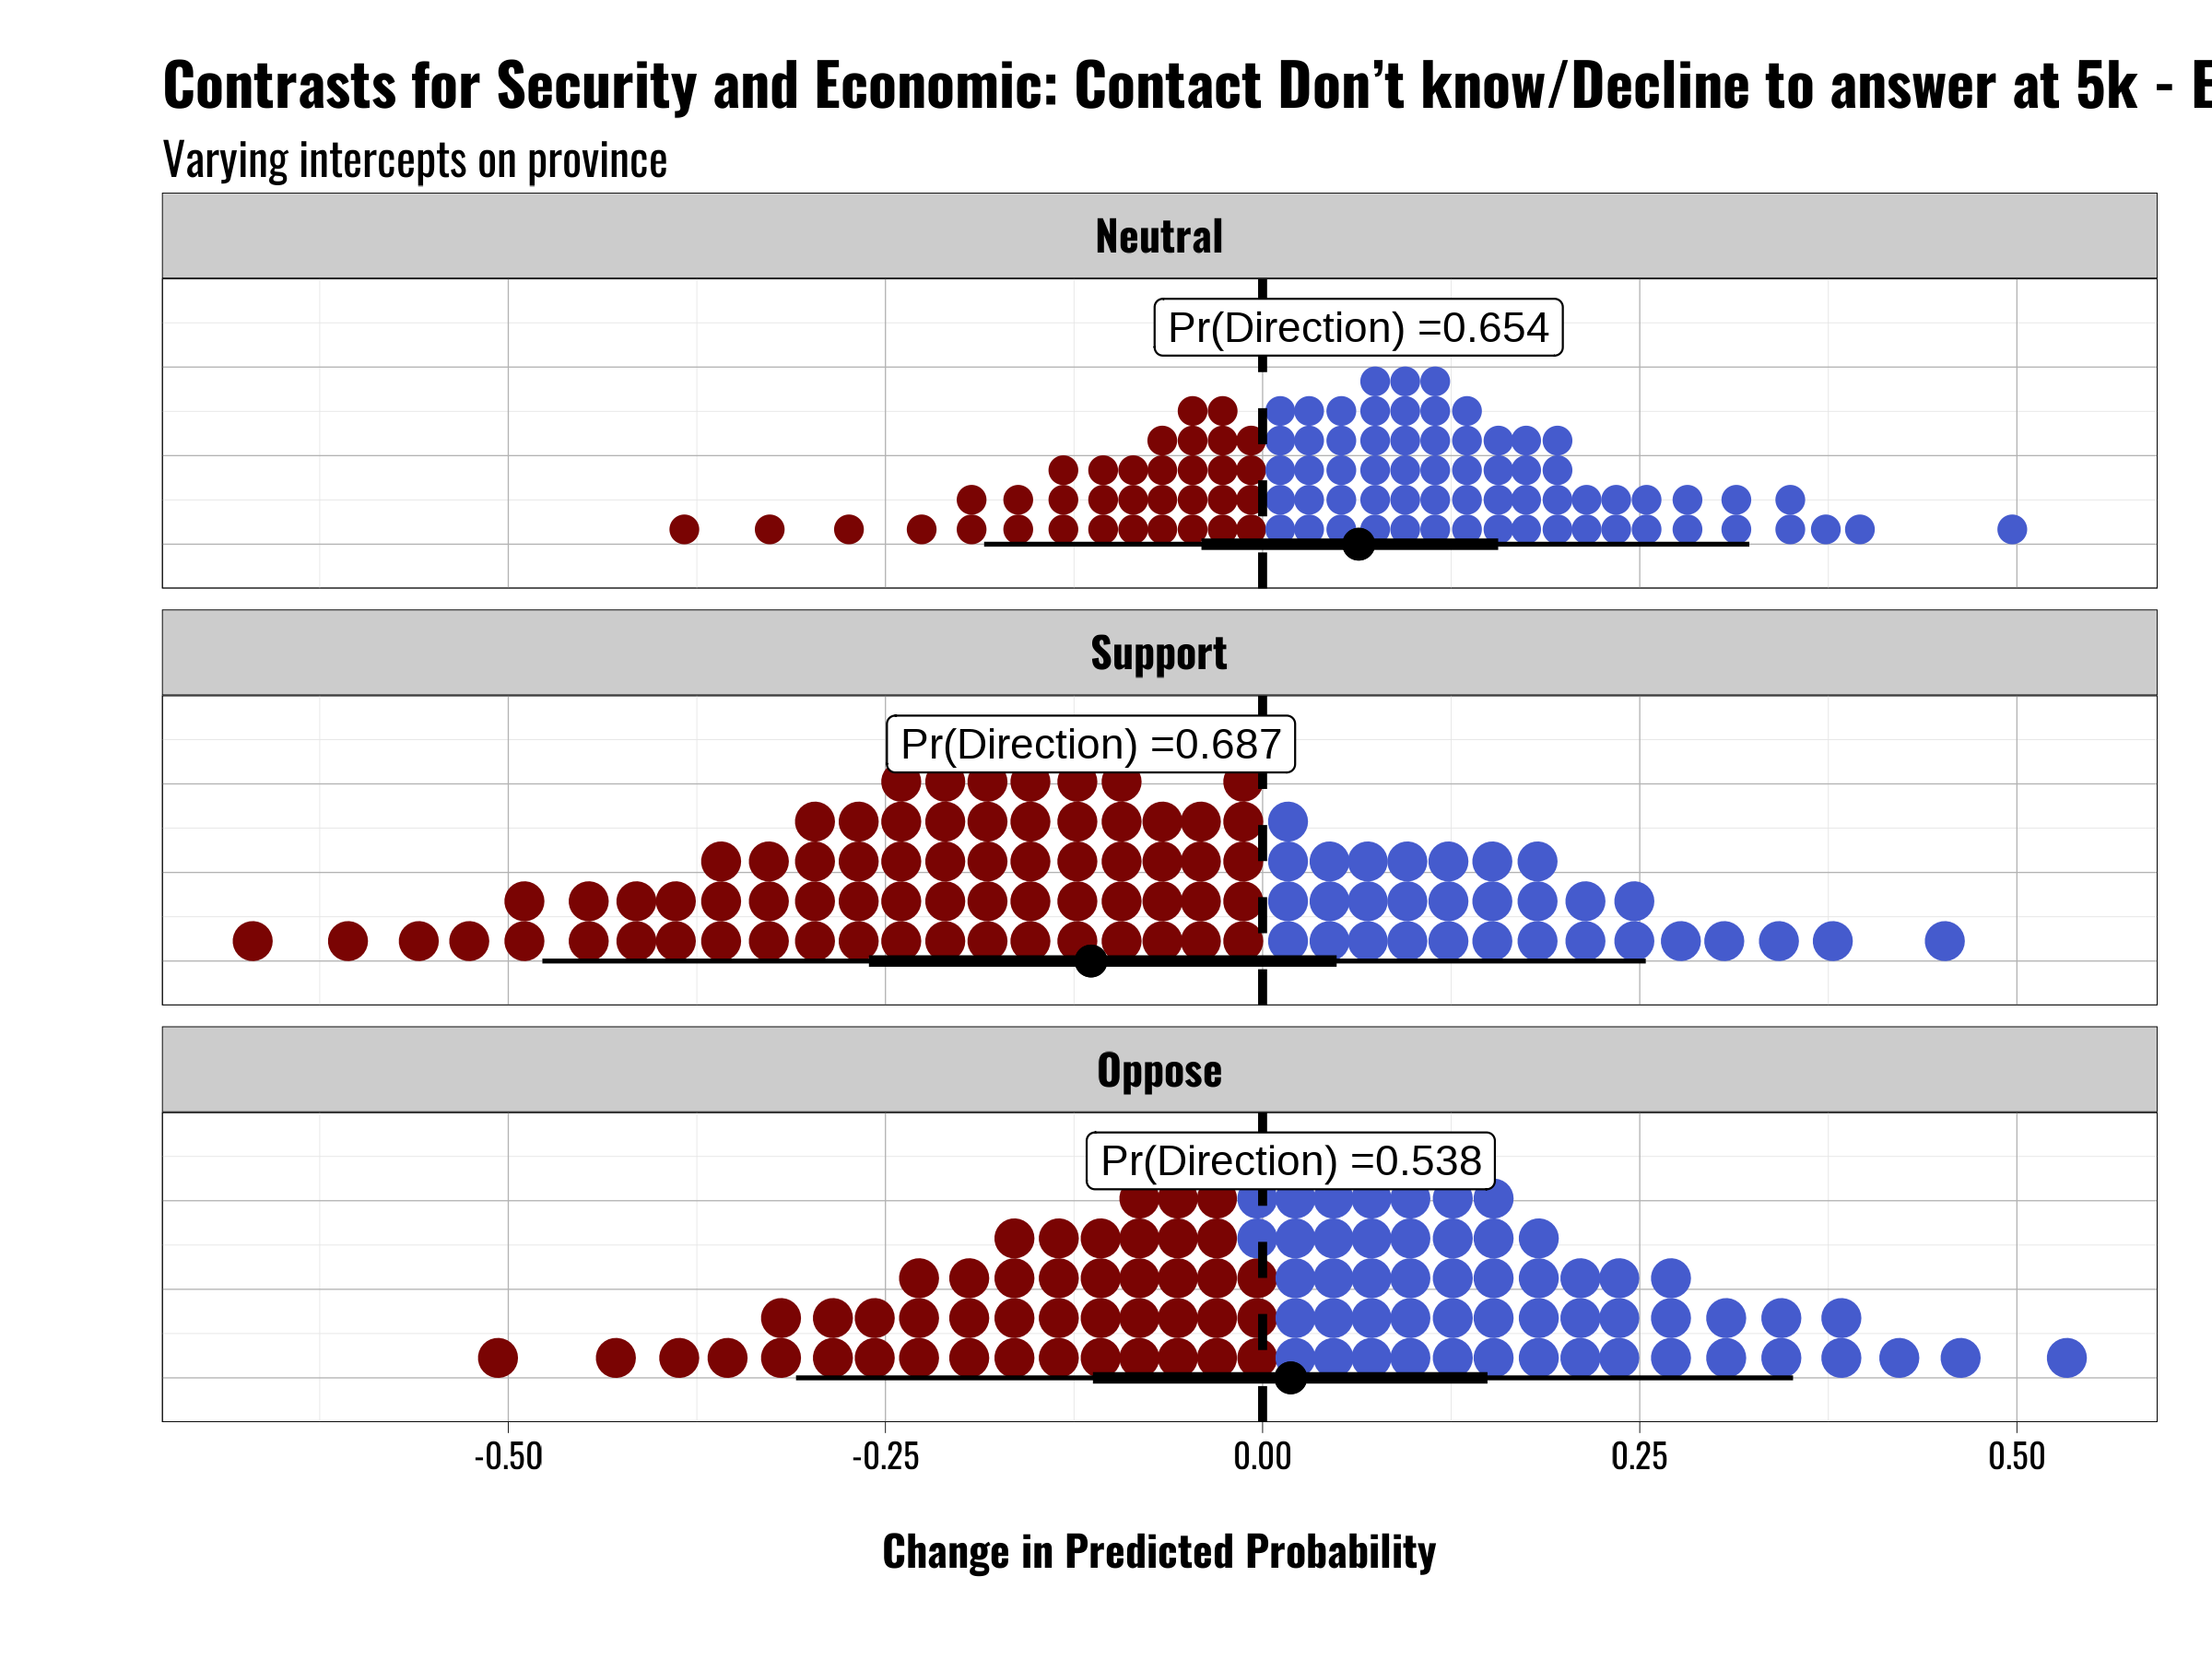 Contrasts for Security and Economic: Contact Don’t know/Decline to answer at 5k -
Varying intercepts on province
Neutral
Pr(Direction) =0.654
Support
Pr(Direction) =0.687
Oppose
Pr(Direction) =0.538
-0.50 -0.25 0.00 0.25 0.50
Change in Predicted Probability